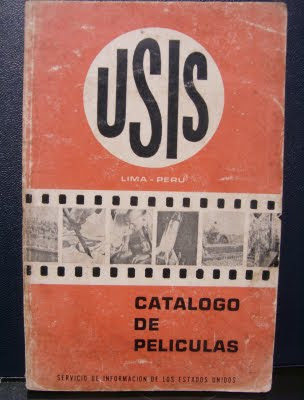 USIS
LIMA - PERU
CATALOGO
DE
PELICULAS
SERVICIO DE INFORMACION DE LOS ESTADOS UNIDOS